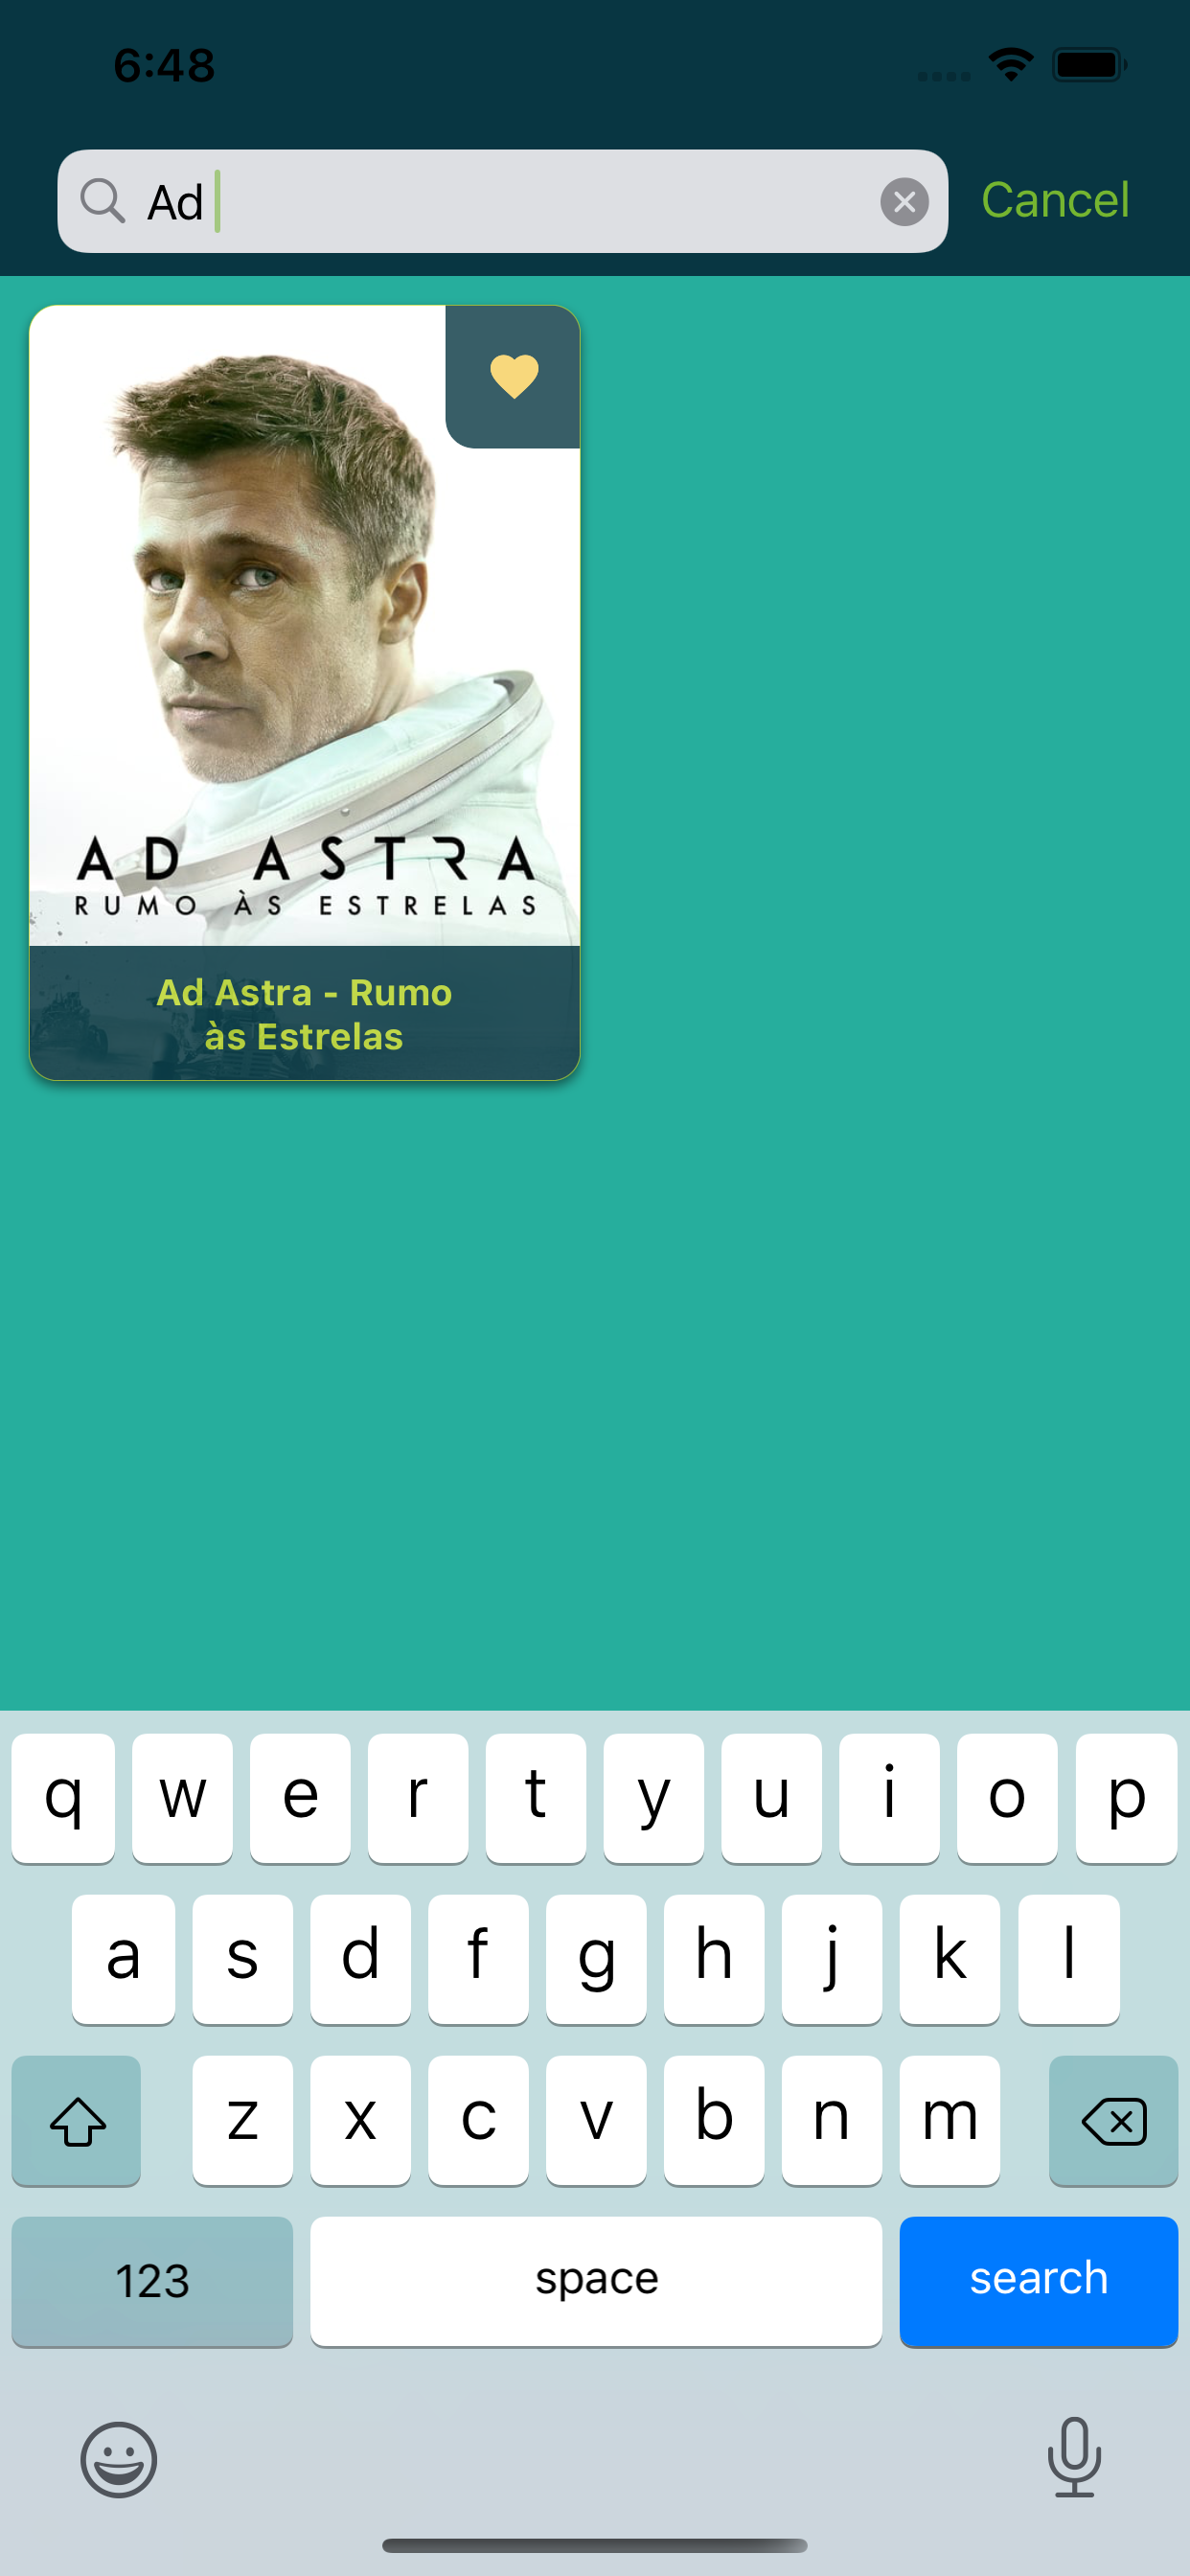 6:48
Ad
Cancel
AD ASTRA
RUMO ÀS ESTRELAS
Ad Astra - Rumo
às Estrelas
q w e r t y u i o p
a s d f g h j k l
z x c v b n m
123 space search